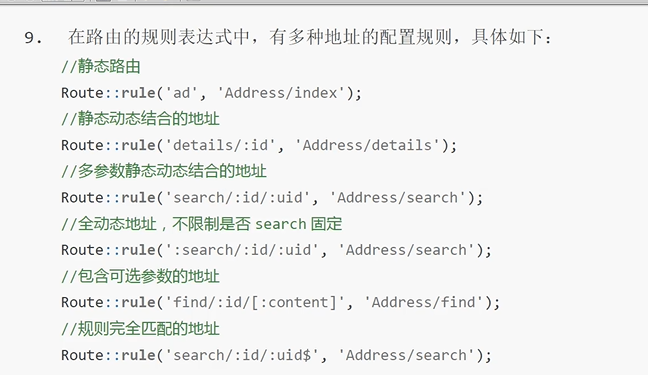 9. 在路由的规则表达式中，有多种地址的配置规则，具体如下：
//静态路由
Route::rule('ad', 'Address/index');
//静态动态结合的地址
Route::rule('details/:id', 'Address/details');
//多参数静态动态结合的地址
Route::rule('search/:id/:uid', 'Address/search');
//全动态地址，不限制是否 search 固定
Route::rule(':search/:id/:uid', 'Address/search');
//包含可选参数的地址
Route::rule('find/:id/[:content]', 'Address/find');
//规则完全匹配的地址
Route::rule('search/:id/:uid$', 'Address/search');